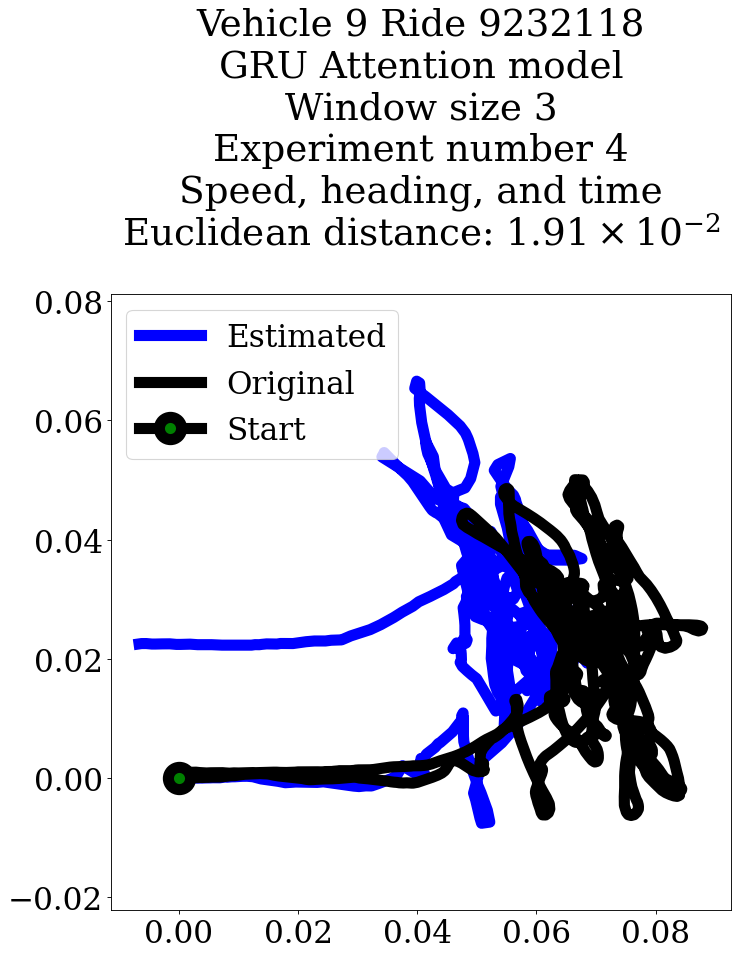 Vehicle 9 Ride 9232118
GRU Attention model
Window size 3
Experiment number 4
Speed, heading, and time
Euclidean distance: 1.91 × 10⁻²
Estimated
Original
Start
0.08
0.06
0.04
0.02
0.00
−0.02
0.00 0.02 0.04 0.06 0.08